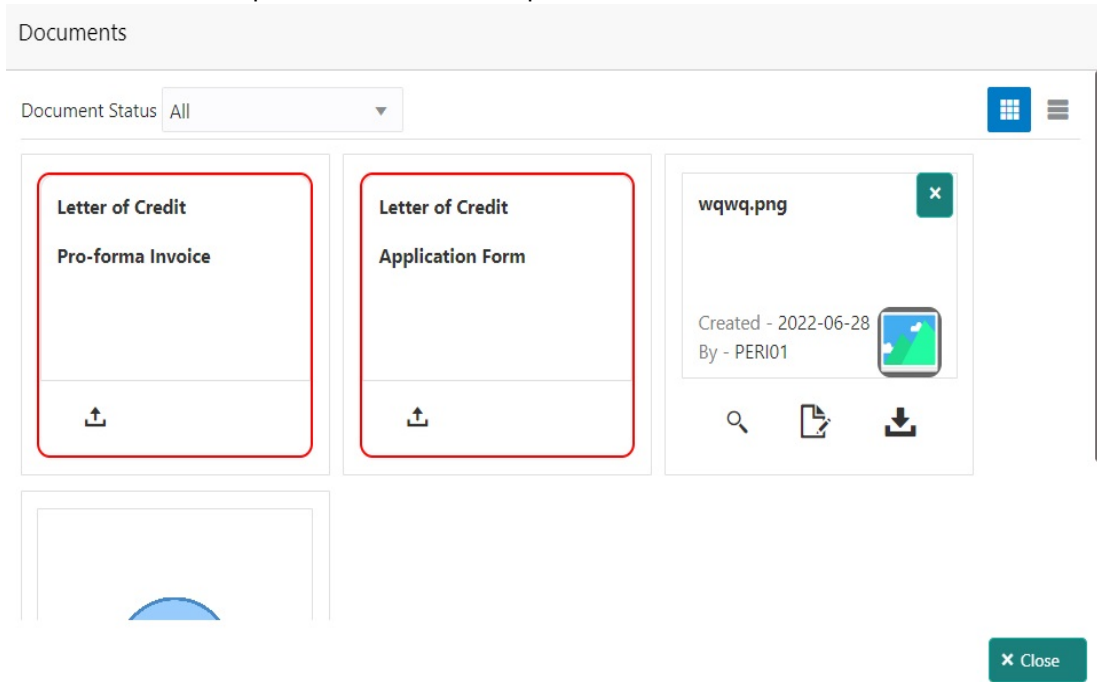 Documents
Document Status All
Letter of Credit
Pro-forma Invoice
Letter of Credit
Application Form
wqwq.png
Created - 2022-06-28
By - PERI01
Close